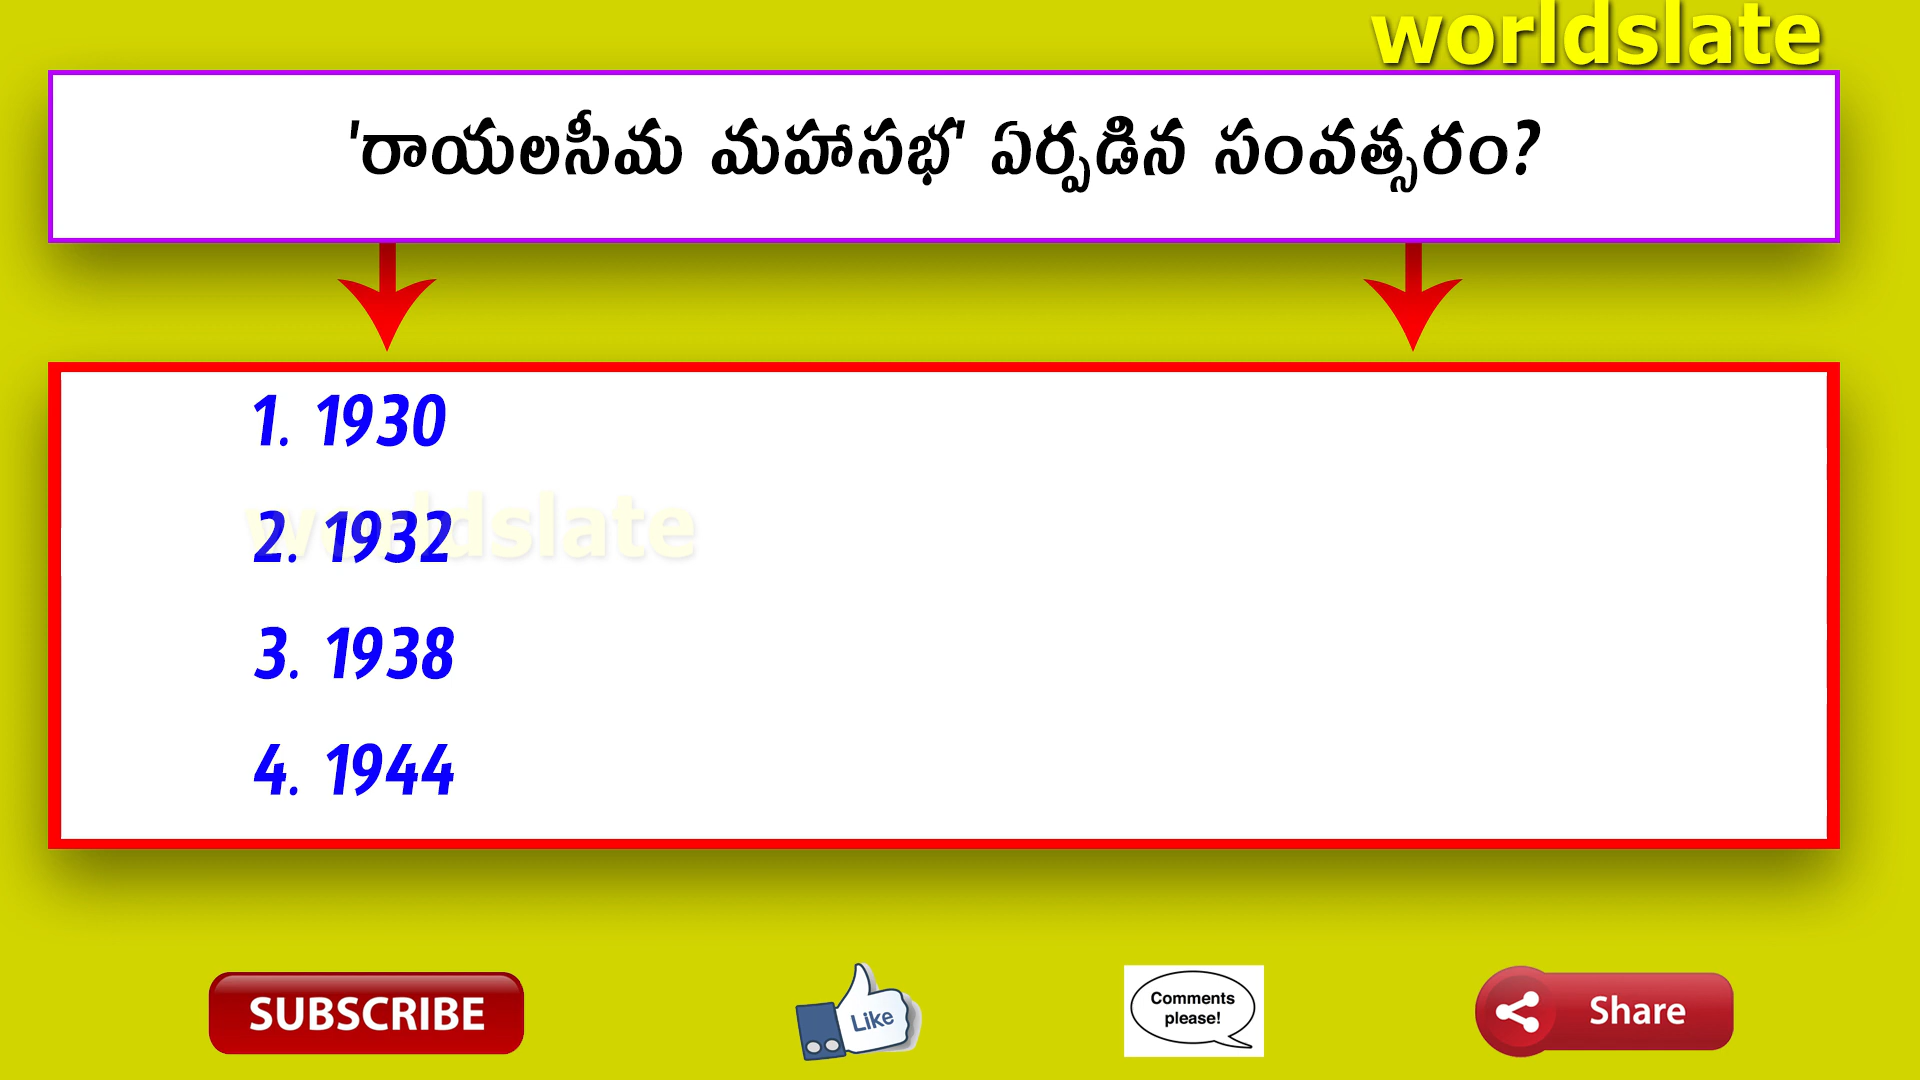 worldslate
'రాయలసీమ మహాసభ' ఏర్పడిన సంవత్సరం?
1. 1930
worldslate
2. 1932
3. 1938
4. 1944
SUBSCRIBE
Like
Comments
please!
Share